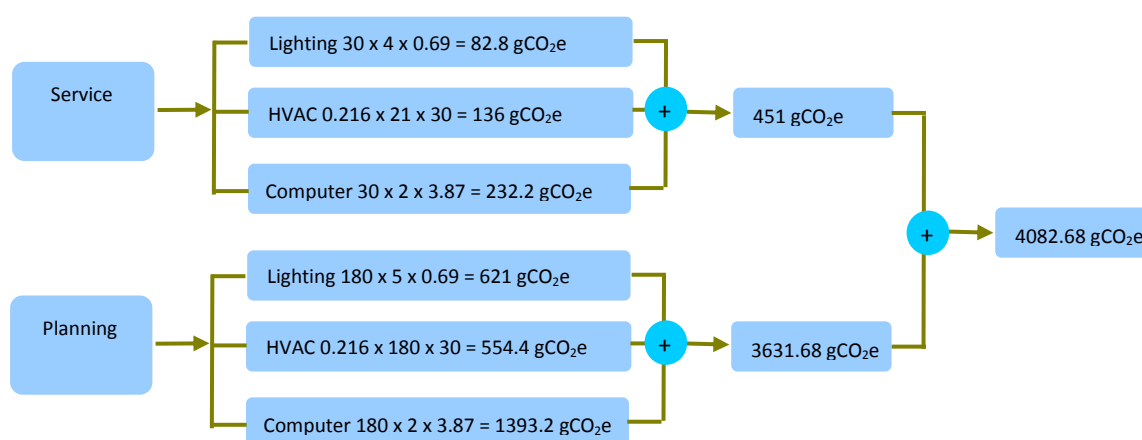 Service
Lighting 30 x 4 x 0.69 = 82.8 gCO₂e
HVAC 0.216 x 21 x 30 = 136 gCO₂e
Computer 30 x 2 x 3.87 = 232.2 gCO₂e
+
451 gCO₂e
Planning
Lighting 180 x 5 x 0.69 = 621 gCO₂e
HVAC 0.216 x 180 x 30 = 554.4 gCO₂e
Computer 180 x 2 x 3.87 = 1393.2 gCO₂e
+
3631.68 gCO₂e
+
4082.68 gCO₂e